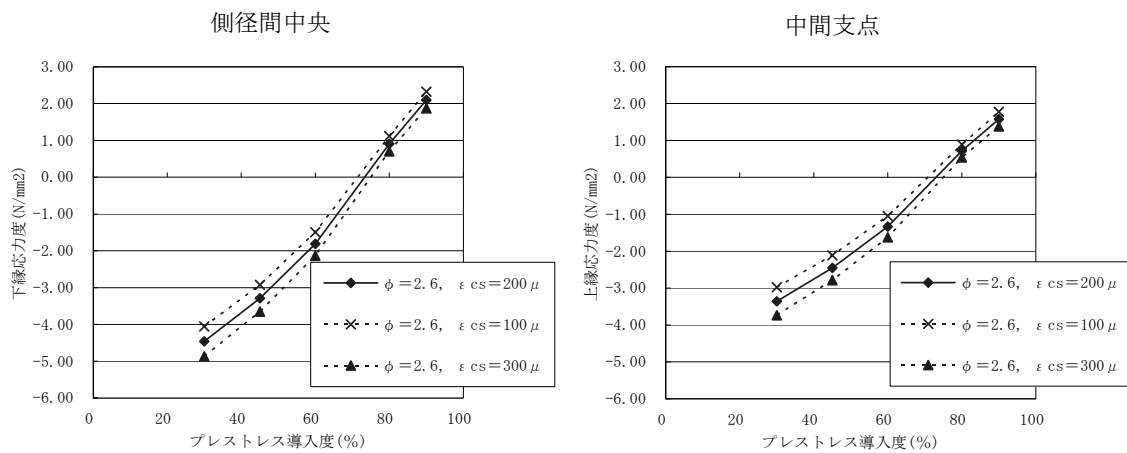 側径間中央
3.00
2.00
1.00
0.00
-1.00
-2.00
-3.00
-4.00
-5.00
-6.00
下縁応力度(N/mm2)
0
20
40
60
80
100
プレストレス導入度(%)
φ＝2.6, εcs＝200μ
φ＝2.6, εcs＝100μ
φ＝2.6, εcs＝300μ
中間支点
3.00
2.00
1.00
0.00
-1.00
-2.00
-3.00
-4.00
-5.00
-6.00
上縁応力度(N/mm2)
0
20
40
60
80
100
プレストレス導入度(%)
φ＝2.6, εcs＝200μ
φ＝2.6, εcs＝100μ
φ＝2.6, εcs＝300μ